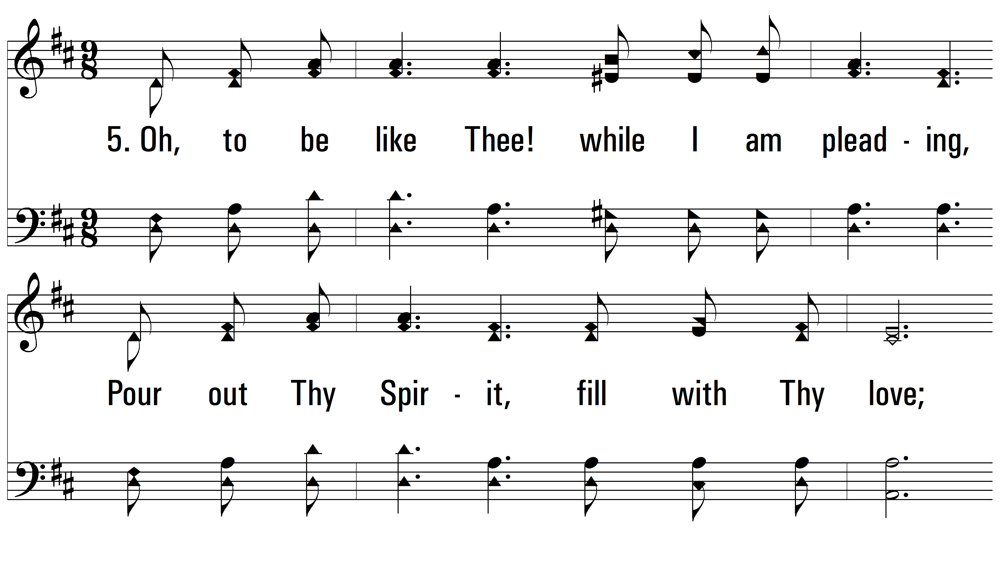 5. Oh, to be like Thee! while I am plead - ing,
Pour out Thy Spir - it, fill with Thy love;